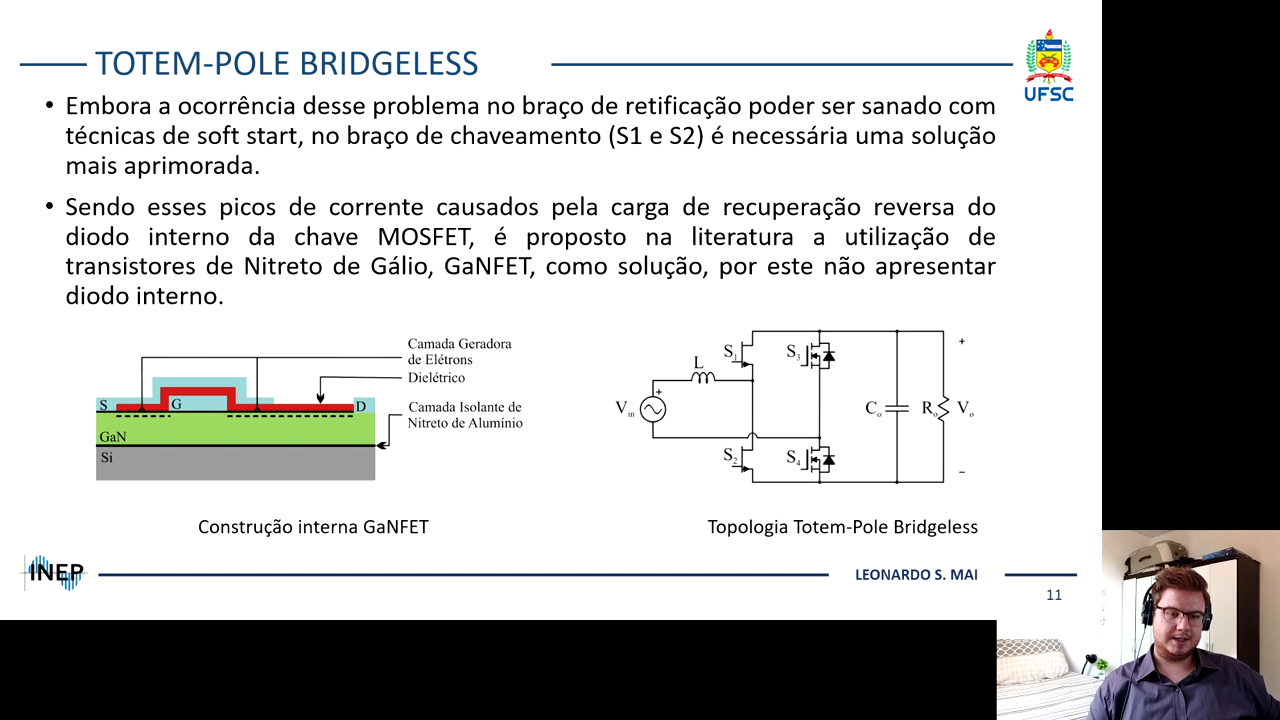 TOTEM-POLE BRIDGELESS
UFSC
• Embora a ocorrência desse problema no braço de retificação poder ser sanado com
técnicas de soft start, no braço de chaveamento (S1 e S2) é necessária uma solução
mais aprimorada.
• Sendo esses picos de corrente causados pela carga de recuperação reversa do
diodo interno da chave MOSFET, é proposto na literatura a utilização de
transistores de Nitreto de Gálio, GaNFET, como solução, por este não apresentar
diodo interno.
Camada Geradora
de Elétrons
Dielétrico
Camada Isolante de
Nitreto de Alumínio
S
G
D
GaN
Si
L
S1
S3
+
+
Vin
Co
Ro
Vo
S2
S4
−
Construção interna GaNFET
Topologia Totem-Pole Bridgeless
INEP
LEONARDO S. MAI
11